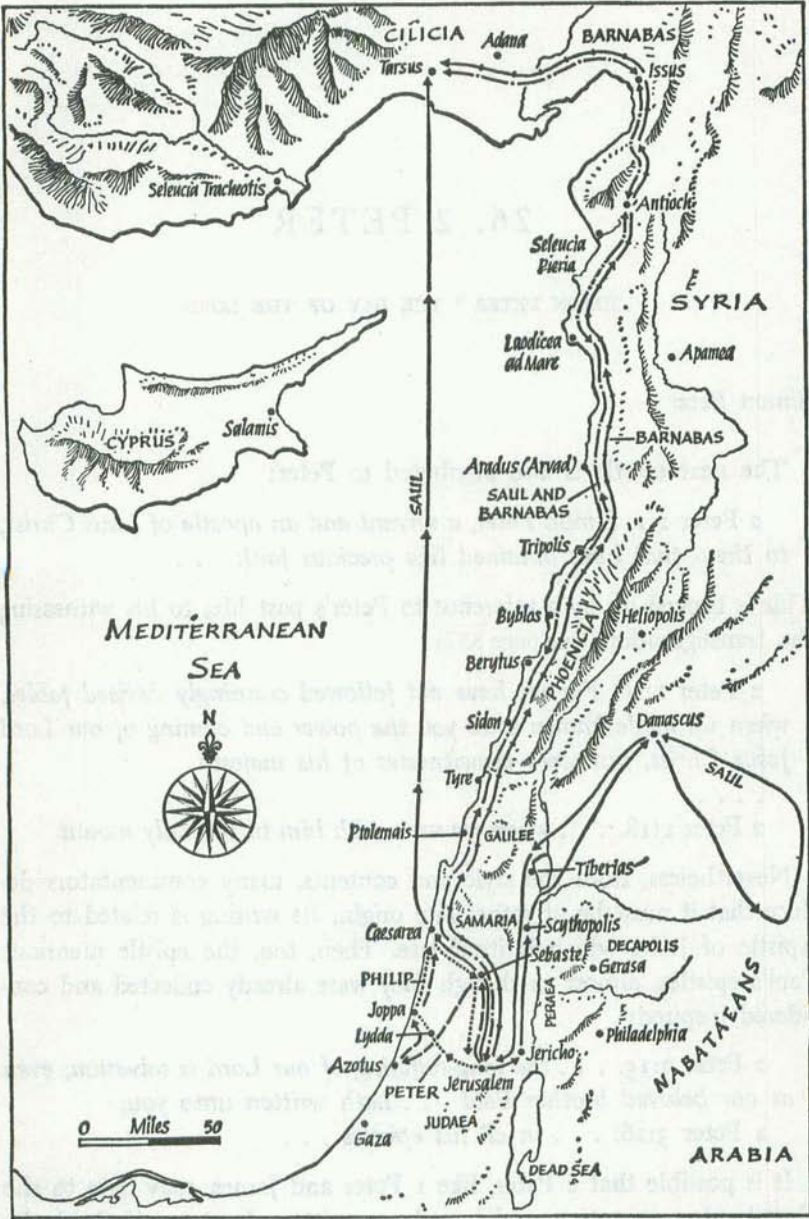 CILICIA
Adana
BARNABAS
Tarsus
Issus
Seleucia Tracheotis
Antioch
Seleucia
Pieria
SYRIA
Laodicea
ad Mare
Apamea
CYPRUS
Salamis
BARNABAS
Aradus (Arvad)
SAUL AND
BARNABAS
SAUL
Tripolis
Byblos
Heliopolis
PHOENICIA
MEDITERRANEAN
SEA
Berytus
N
Sidon
Damascus
SAUL
Tyre
Ptolemais
GALILEE
Tiberias
SAMARIA
Caesarea
Scythopolis
DECAPOLIS
Sebaste
Gerasa
PHILIP
PERAEA
Joppa
Lydda
Philadelphia
NABATAEANS
Azotus
Jericho
PETER
Jerusalem
JUDAEA
0 Miles 50
Gaza
DEAD SEA
ARABIA